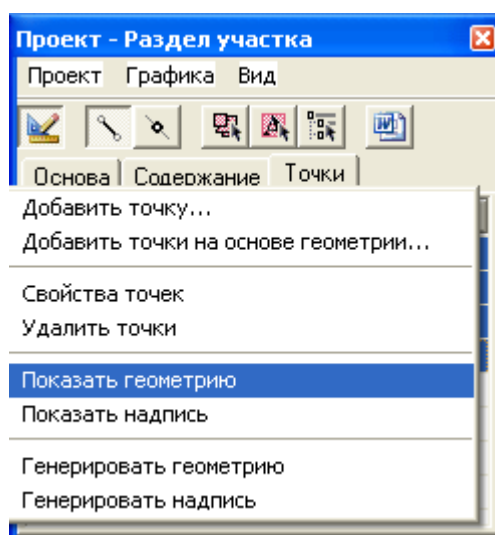 Проект - Раздел участка
Проект Графика Вид
Основа Содержание Точки
Добавить точку...
Добавить точки на основе геометрии...
Свойства точек
Удалить точки
Показать геометрию
Показать надпись
Генерировать геометрию
Генерировать надпись